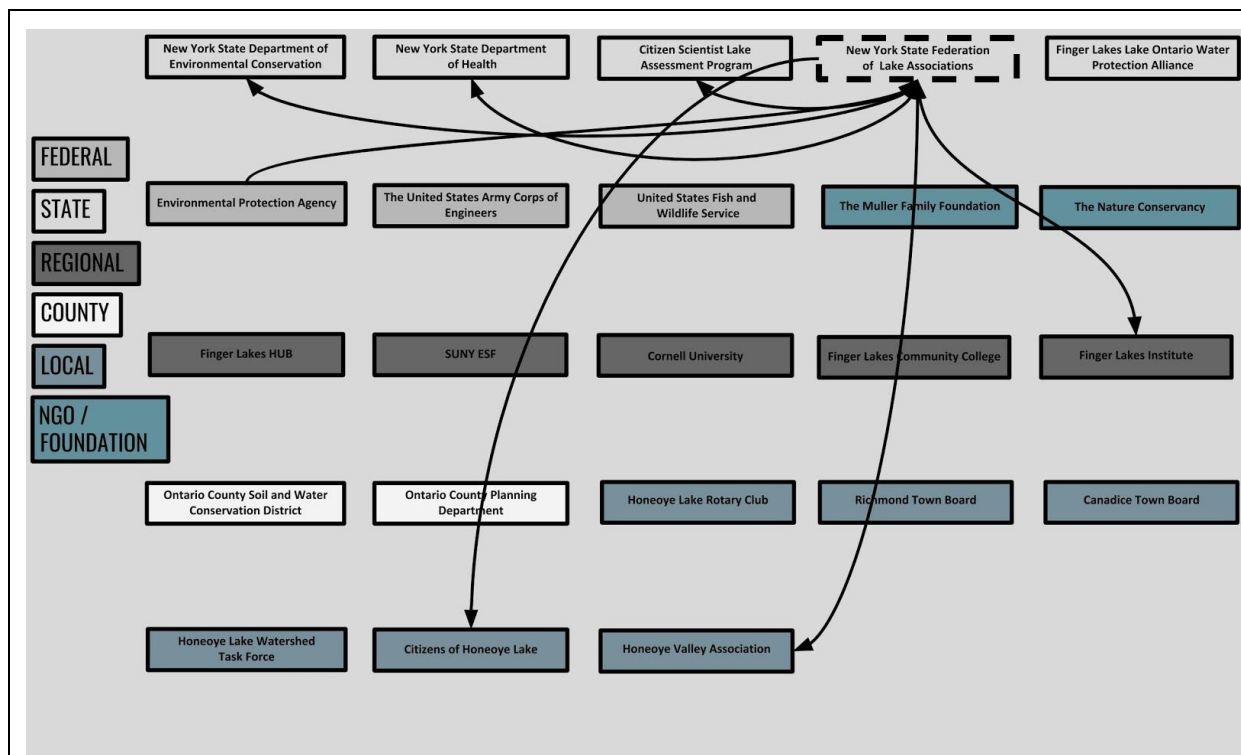 New York State Department of
Environmental Conservation
New York State Department
of Health
Citizen Scientist Lake
Assessment Program
New York State Federation
of Lake Associations
Finger Lakes Lake Ontario Water
Protection Alliance
FEDERAL
STATE
REGIONAL
COUNTY
LOCAL
NGO /
FOUNDATION
Environmental Protection Agency
The United States Army Corps of
Engineers
United States Fish and
Wildlife Service
The Muller Family Foundation
The Nature Conservancy
Finger Lakes HUB
SUNY ESF
Cornell University
Finger Lakes Community College
Finger Lakes Institute
Ontario County Soil and Water
Conservation District
Ontario County Planning
Department
Honeoye Lake Rotary Club
Richmond Town Board
Canadice Town Board
Honeoye Lake Watershed
Task Force
Citizens of Honeoye Lake
Honeoye Valley Association